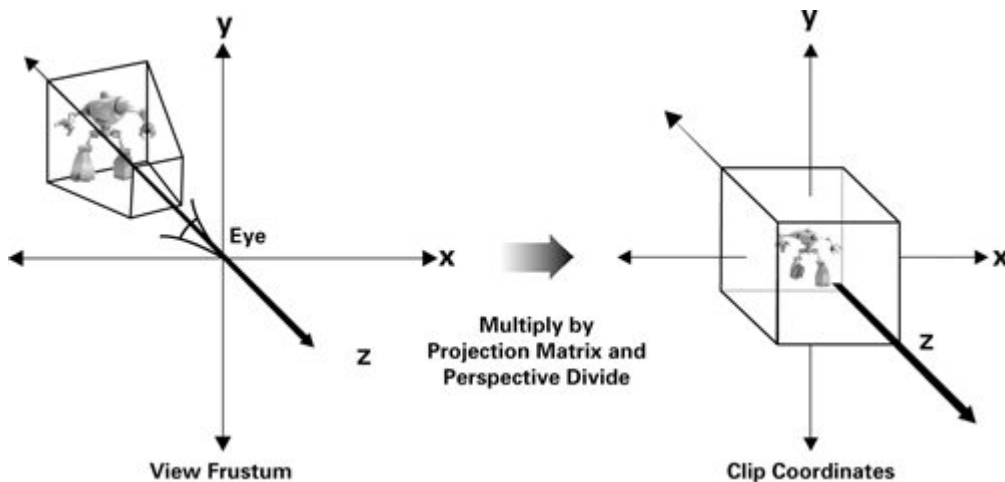 y
Eye
x
z
View Frustum
Multiply by
Projection Matrix and
Perspective Divide
y
x
z
Clip Coordinates